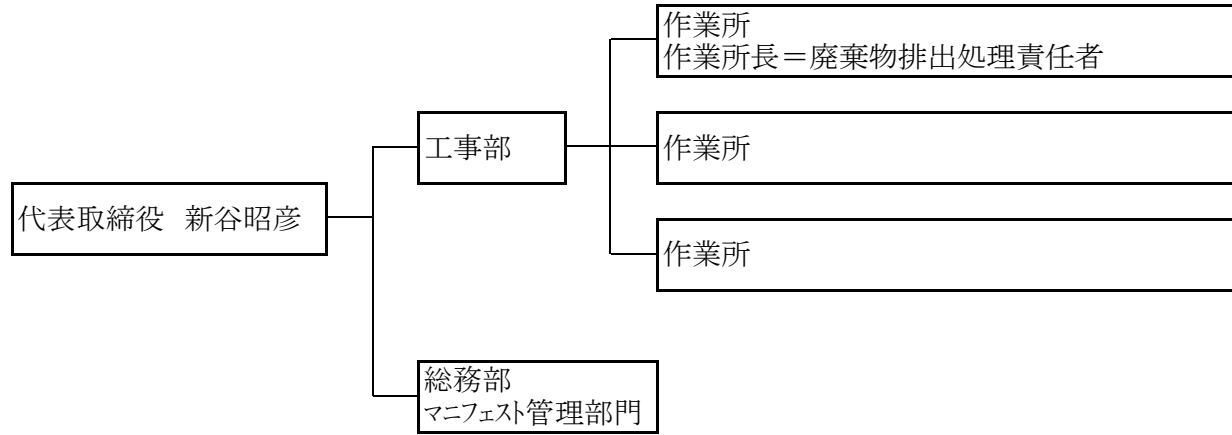 作業所
作業所長＝廃棄物排出処理責任者
工事部
作業所
代表取締役　新谷昭彦
作業所
総務部
マニフェスト管理部門